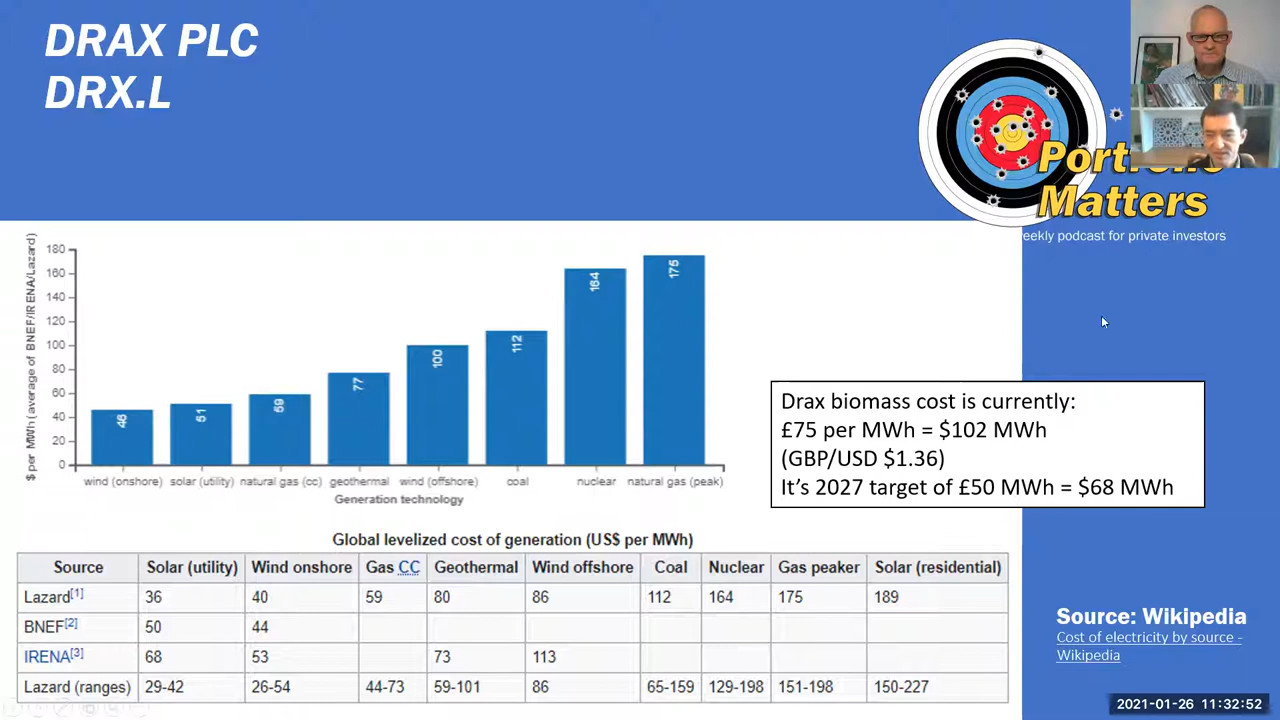 DRAX PLC
DRX.L
Matters
eekly podcast for private investors
$ per MWh (average of BNEF/IRENA/Lazard)
180
160
140
120
100
80
60
40
20
0
46
51
59
77
100
112
164
175
wind (onshore)
solar (utility)
natural gas (cc)
geothermal
wind (offshore)
coal
nuclear
natural gas (peak)
Generation technology
Drax biomass cost is currently:
£75 per MWh = $102 MWh
(GBP/USD $1.36)
It's 2027 target of £50 MWh = $68 MWh
Global levelized cost of generation (US$ per MWh)
Source Solar (utility) Wind onshore Gas CC Geothermal Wind offshore Coal Nuclear Gas peaker Solar (residential)
Lazard[1] 36 40 59 80 86 112 164 175 189
BNEF[2] 50 44
IRENA[3] 68 53 73 113
Lazard (ranges) 29-42 26-54 44-73 59-101 86 65-159 129-198 151-198 150-227
Source: Wikipedia
Cost of electricity by source -
Wikipedia
2021-01-26 11:32:52